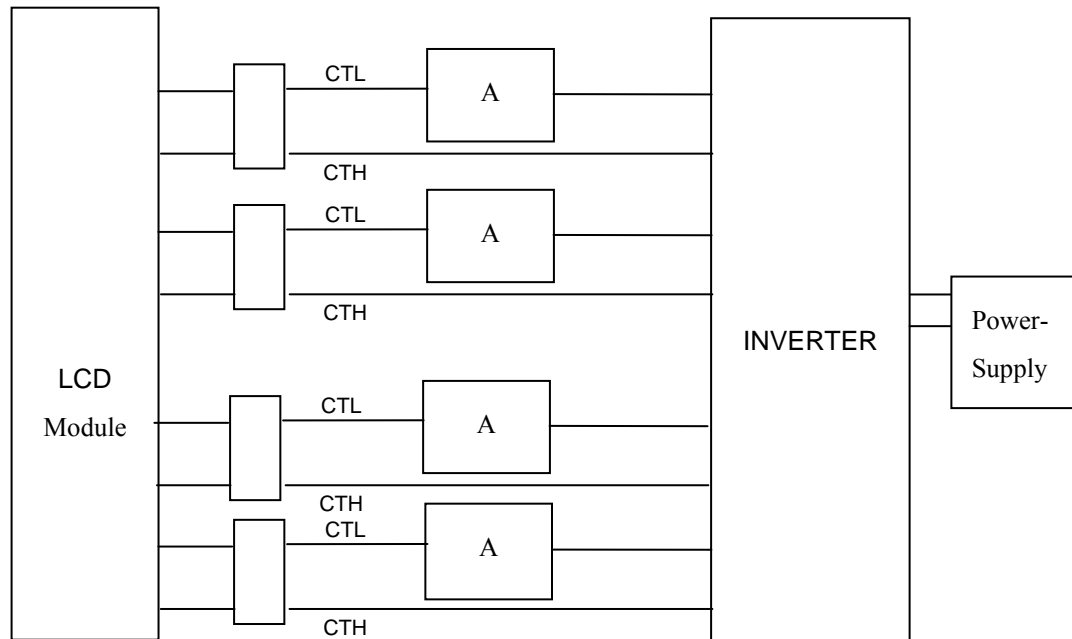 CTL
A
CTH
CTL
A
CTH
LCD
Module
CTL
A
CTH
CTL
A
CTH
INVERTER
Power-
Supply